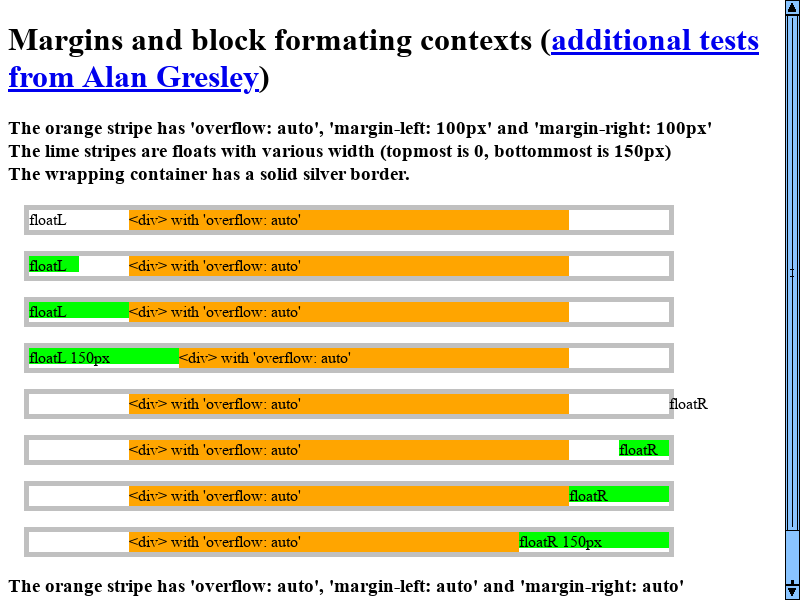 Margins and block formating contexts (additional tests
from Alan Gresley)
The orange stripe has 'overflow: auto', 'margin-left: 100px' and 'margin-right: 100px'
The lime stripes are floats with various width (topmost is 0, bottommost is 150px)
The wrapping container has a solid silver border.
floatL <div> with 'overflow: auto'
floatL <div> with 'overflow: auto'
floatL <div> with 'overflow: auto'
floatL 150px <div> with 'overflow: auto'
<div> with 'overflow: auto' floatR
<div> with 'overflow: auto' floatR
<div> with 'overflow: auto' floatR
<div> with 'overflow: auto' floatR 150px
The orange stripe has 'overflow: auto', 'margin-left: auto' and 'margin-right: auto'